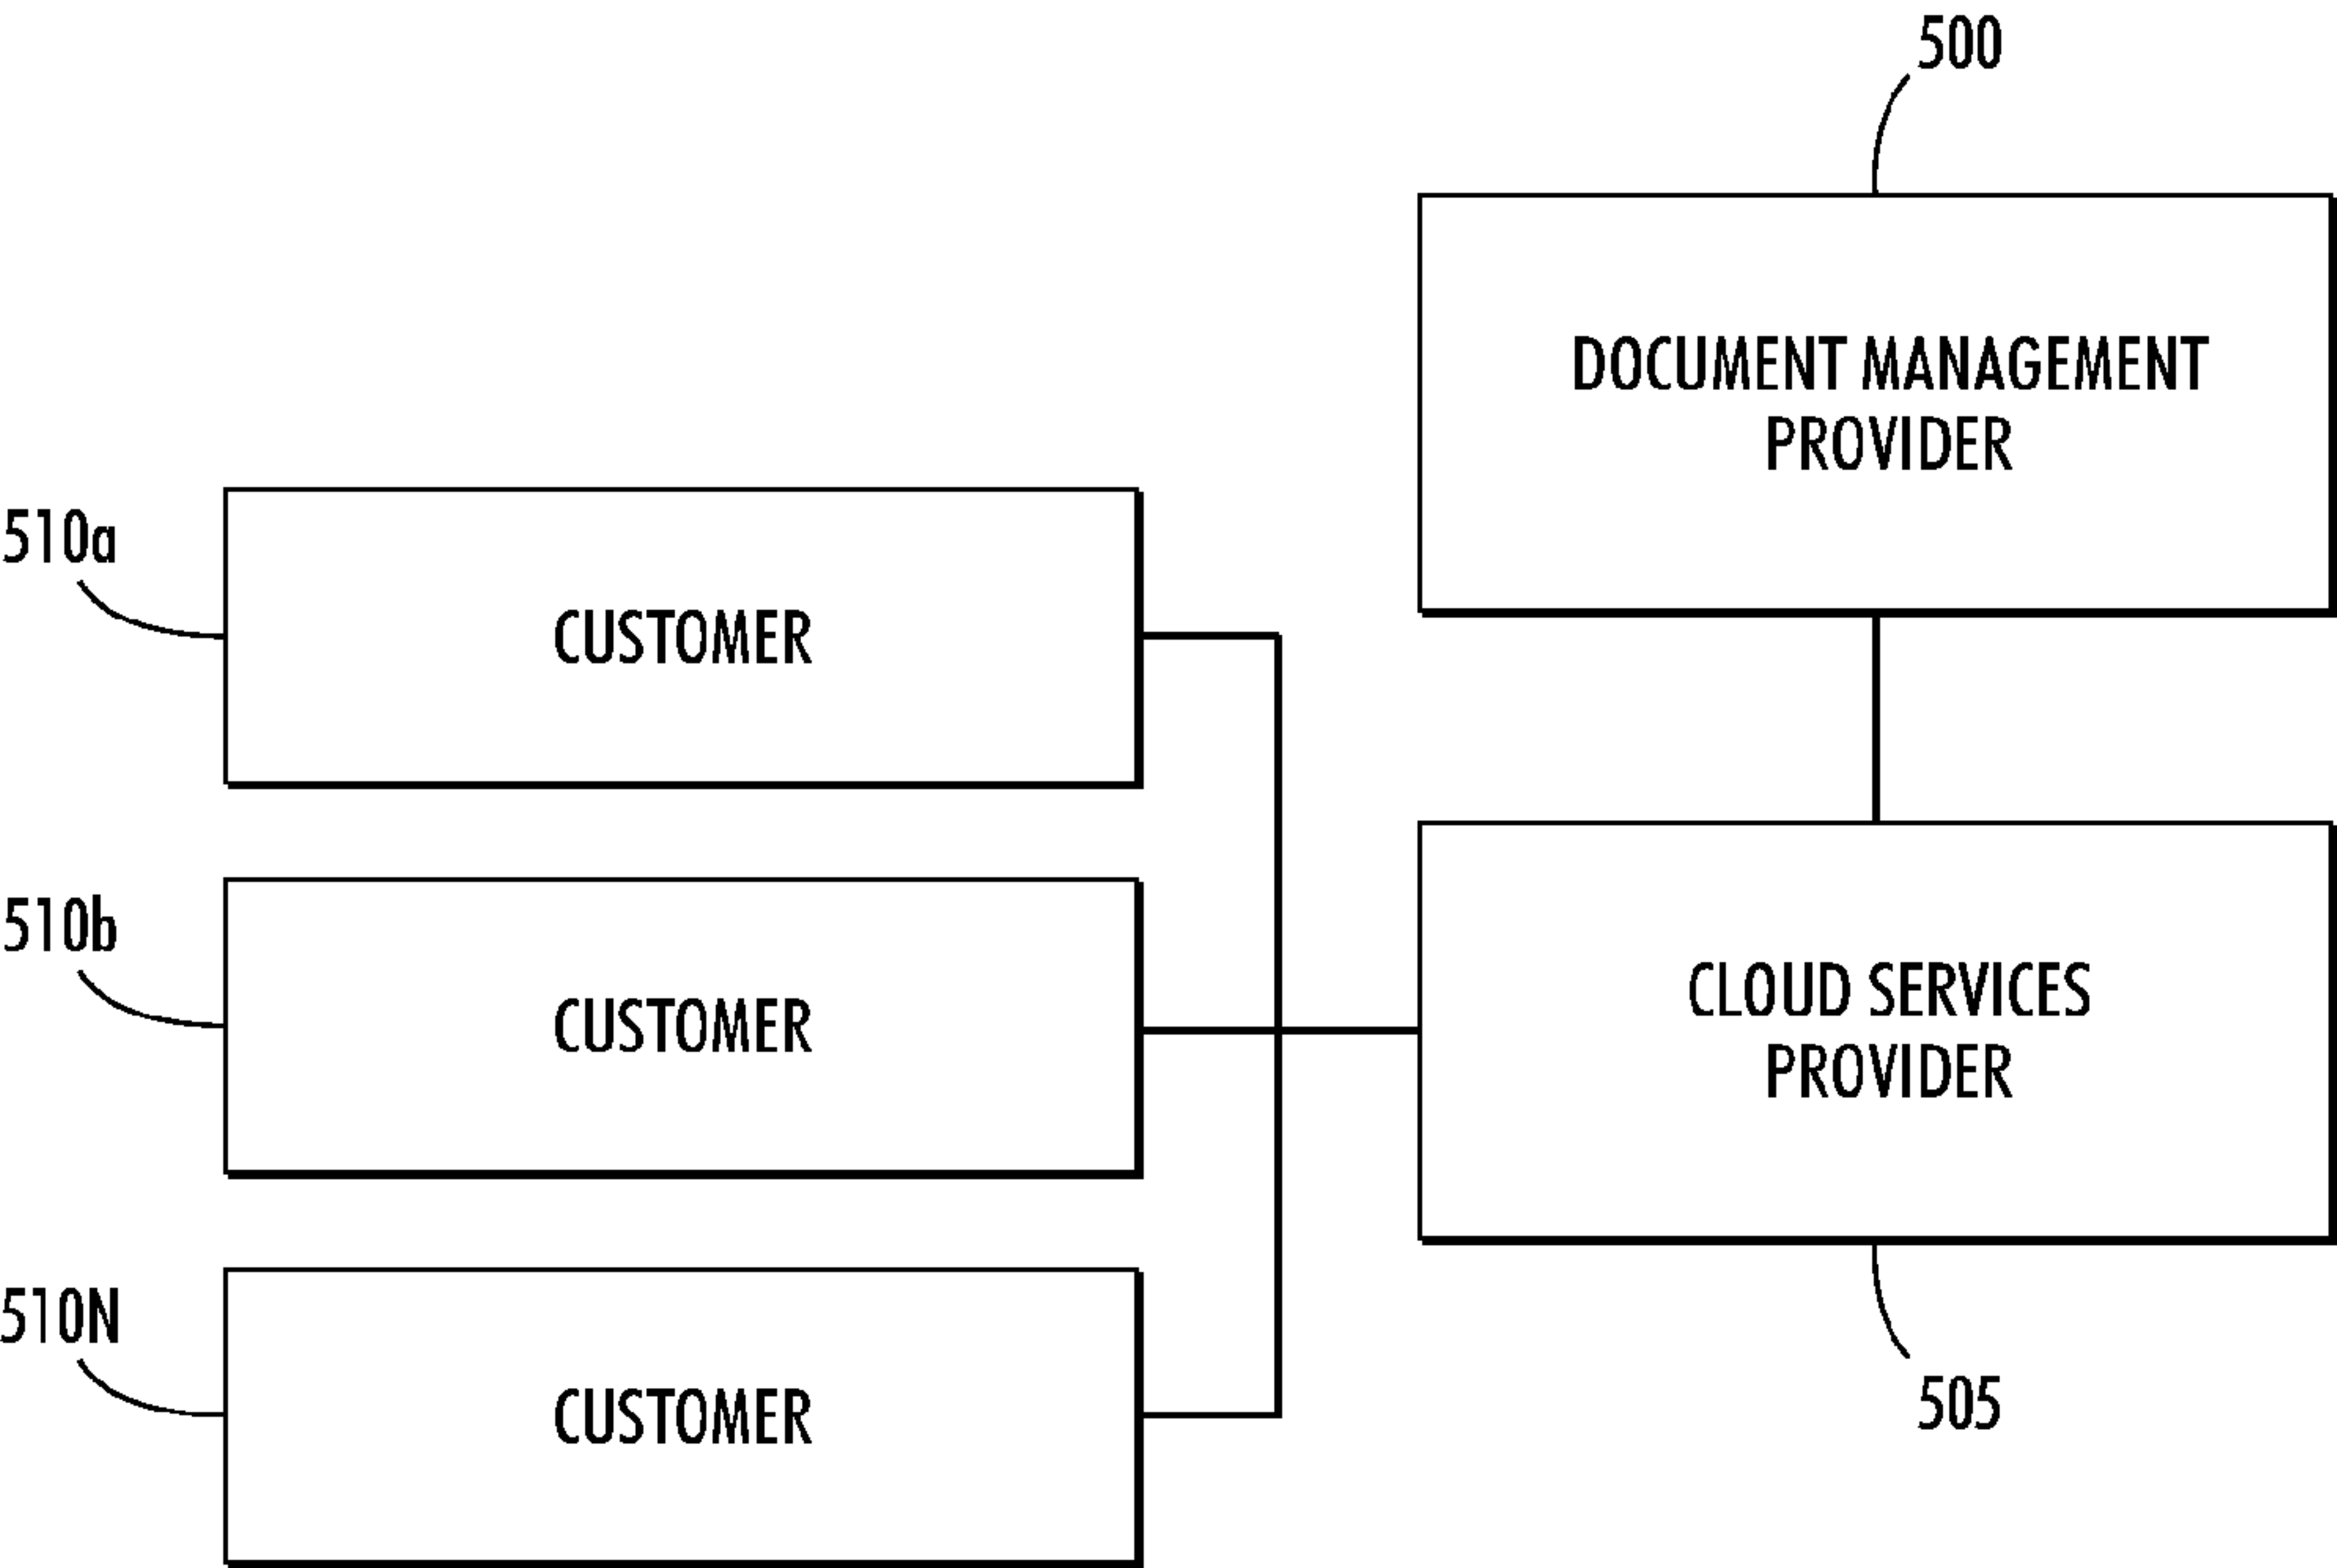 500
DOCUMENT MANAGEMENT
PROVIDER
510a
CUSTOMER
510b
CUSTOMER
CLOUD SERVICES
PROVIDER
510N
CUSTOMER
505